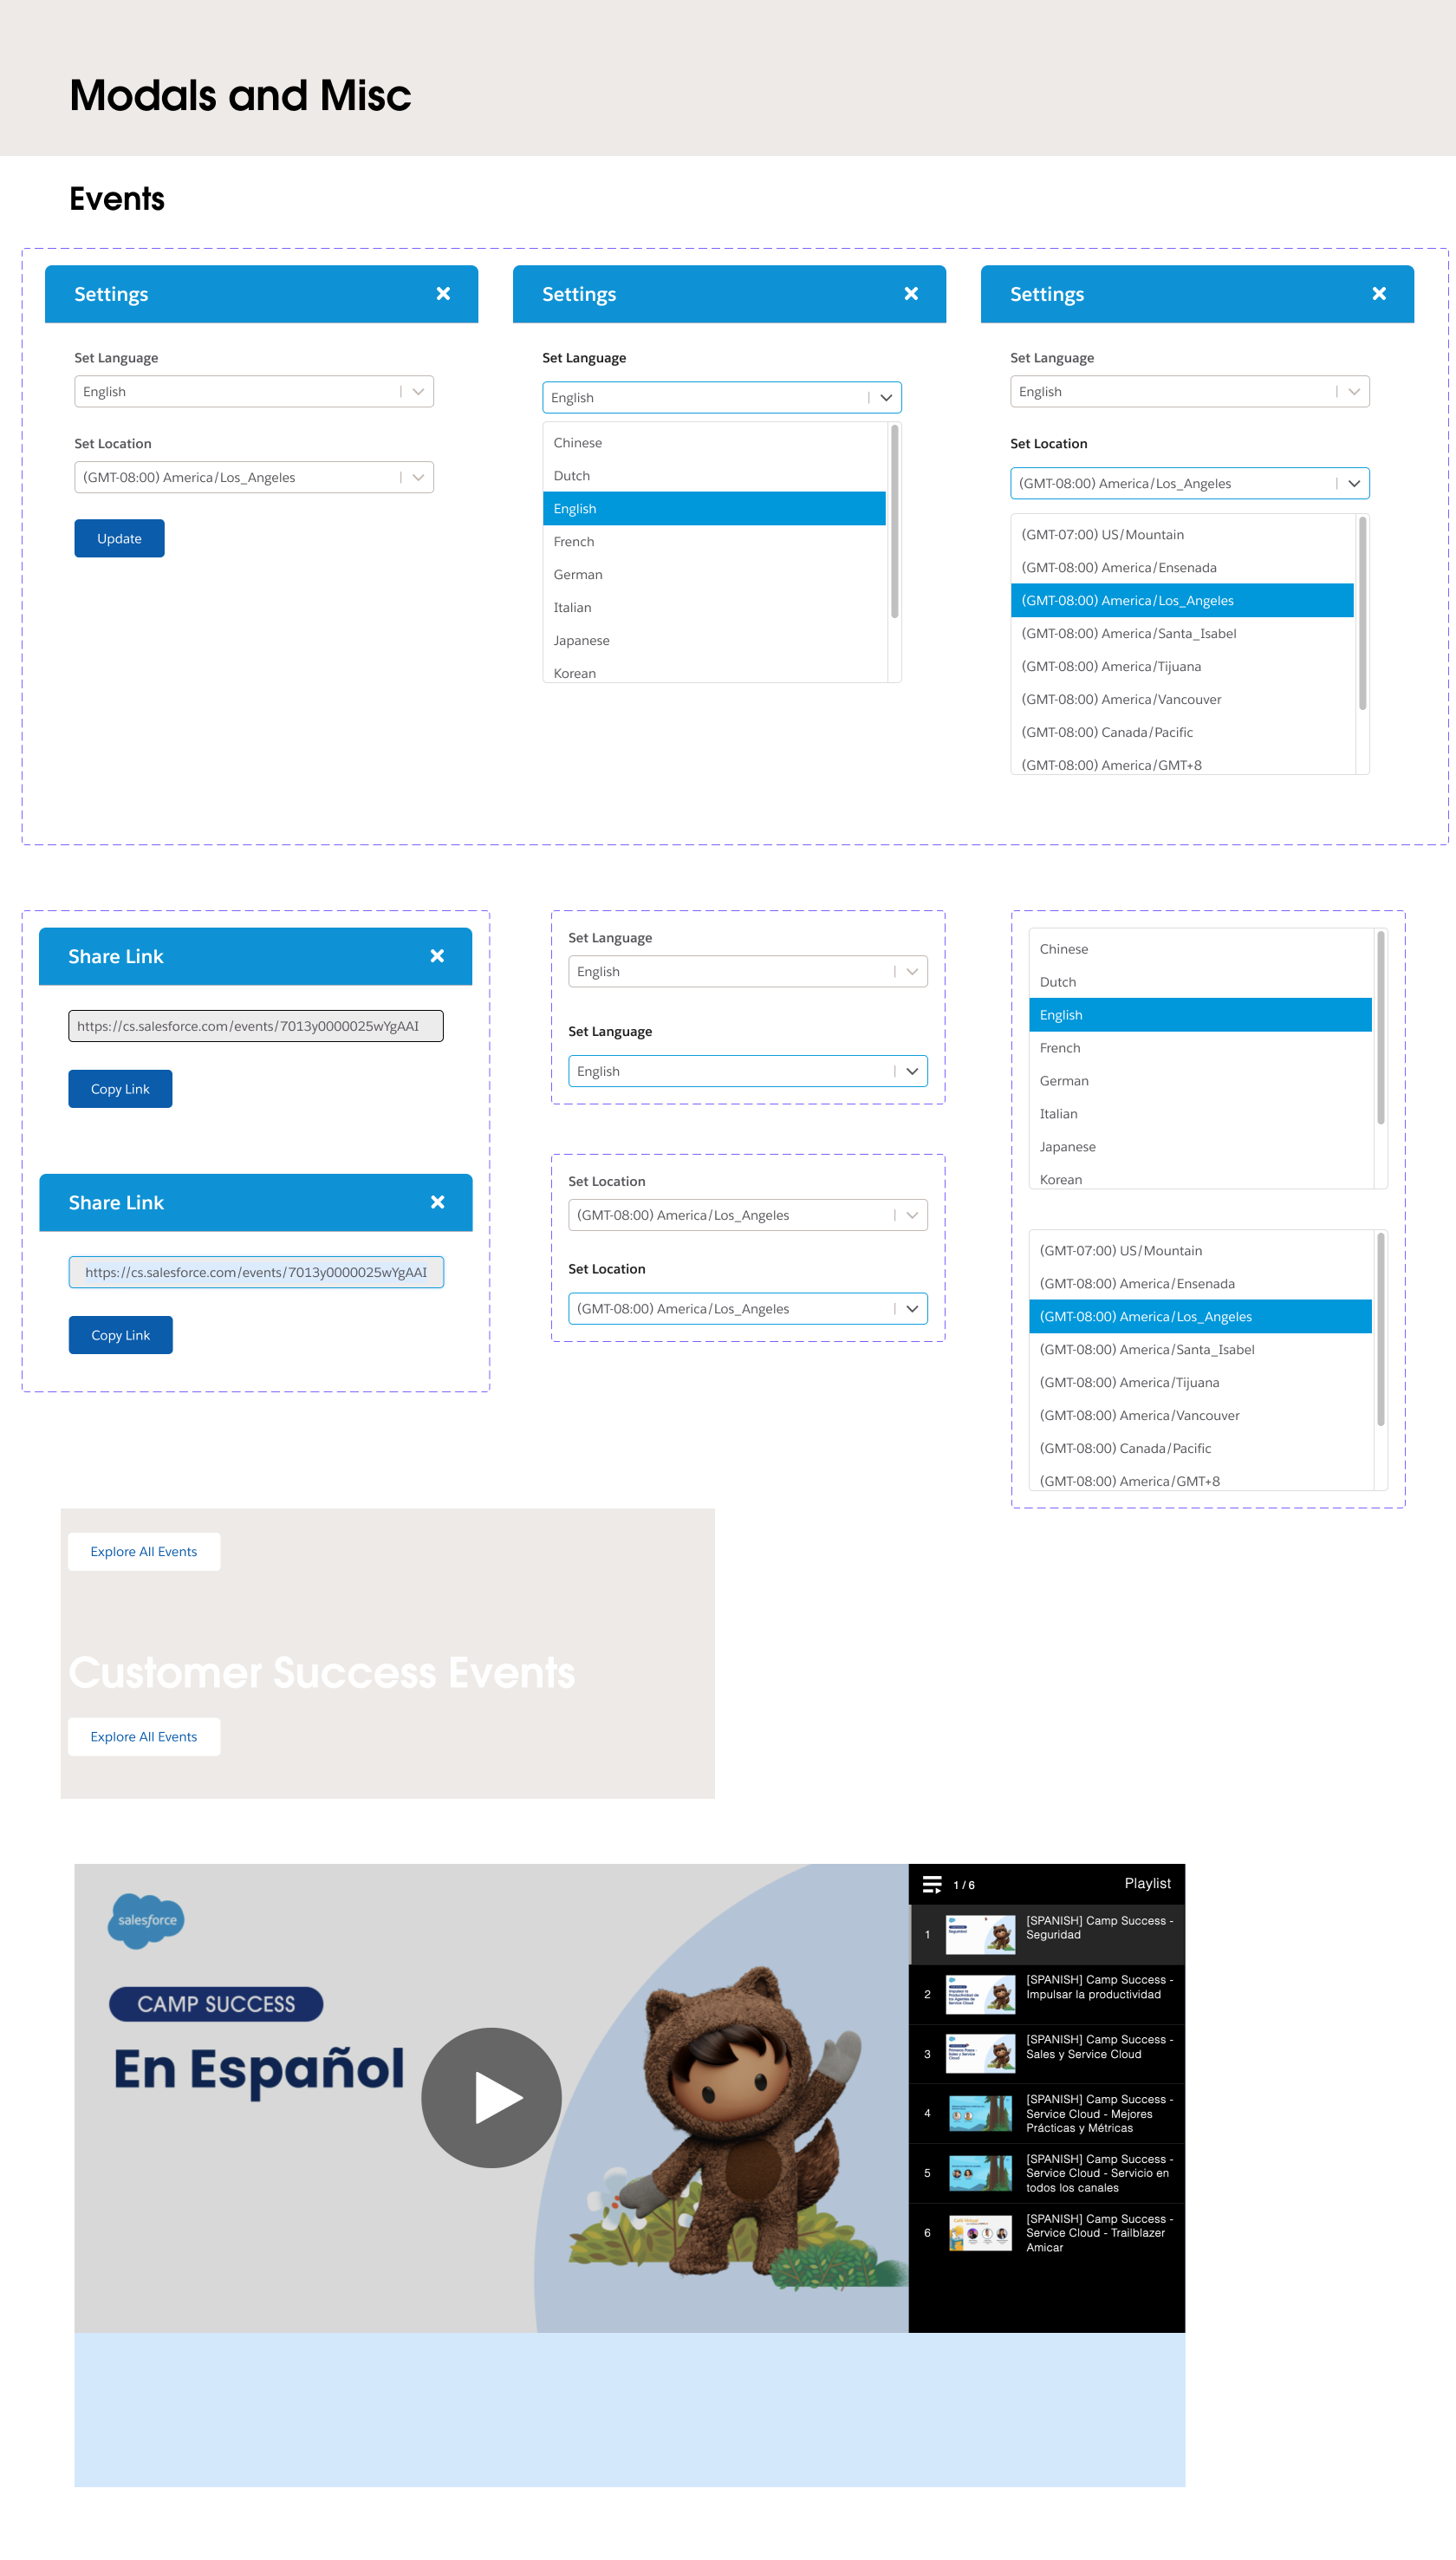 Modals and Misc
Events
Settings
Set Language
English
Set Location
(GMT-08:00) America/Los_Angeles
Update
Settings
Set Language
English
Chinese
Dutch
English
French
German
Italian
Japanese
Korean
Settings
Set Language
English
Set Location
(GMT-08:00) America/Los_Angeles
(GMT-07:00) US/Mountain
(GMT-08:00) America/Ensenada
(GMT-08:00) America/Los_Angeles
(GMT-08:00) America/Santa_Isabel
(GMT-08:00) America/Tijuana
(GMT-08:00) America/Vancouver
(GMT-08:00) Canada/Pacific
(GMT-08:00) America/GMT+8
Share Link
https://cs.salesforce.com/events/7013y0000025wYgAAI
Copy Link
Share Link
https://cs.salesforce.com/events/7013y0000025wYgAAI
Copy Link
Set Language
English
Set Language
English
Set Location
(GMT-08:00) America/Los_Angeles
Set Location
(GMT-08:00) America/Los_Angeles
Chinese
Dutch
English
French
German
Italian
Japanese
Korean
(GMT-07:00) US/Mountain
(GMT-08:00) America/Ensenada
(GMT-08:00) America/Los_Angeles
(GMT-08:00) America/Santa_Isabel
(GMT-08:00) America/Tijuana
(GMT-08:00) America/Vancouver
(GMT-08:00) Canada/Pacific
(GMT-08:00) America/GMT+8
Explore All Events
Customer Success Events
Explore All Events
salesforce
CAMP SUCCESS
En Español
1 / 6
Playlist
1
[SPANISH] Camp Success -
Seguridad
2
[SPANISH] Camp Success -
Impulsar la productividad
3
[SPANISH] Camp Success -
Sales y Service Cloud
4
[SPANISH] Camp Success -
Service Cloud - Mejores
Prácticas y Métricas
5
[SPANISH] Camp Success -
Service Cloud - Servicio en
todos los canales
6
[SPANISH] Camp Success -
Service Cloud - Trailblazer
Amicar